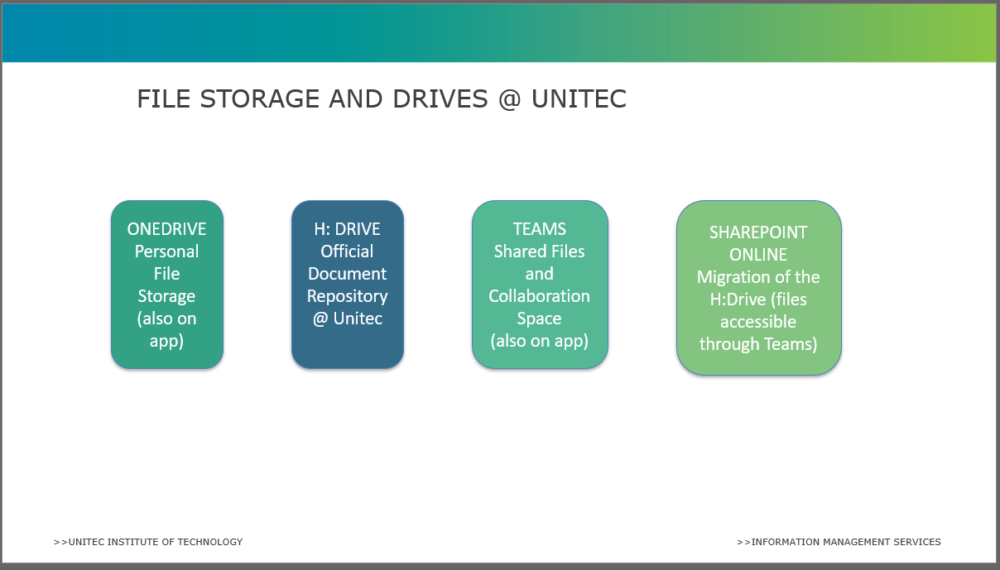 FILE STORAGE AND DRIVES @ UNITEC
ONEDRIVE
Personal
File
Storage
(also on
app)
H: DRIVE
Official
Document
Repository
@ Unitec
TEAMS
Shared Files
and
Collaboration
Space
(also on app)
SHAREPOINT
ONLINE
Migration of the
H:Drive (files
accessible
through Teams)
>>UNITEC INSTITUTE OF TECHNOLOGY
>>INFORMATION MANAGEMENT SERVICES